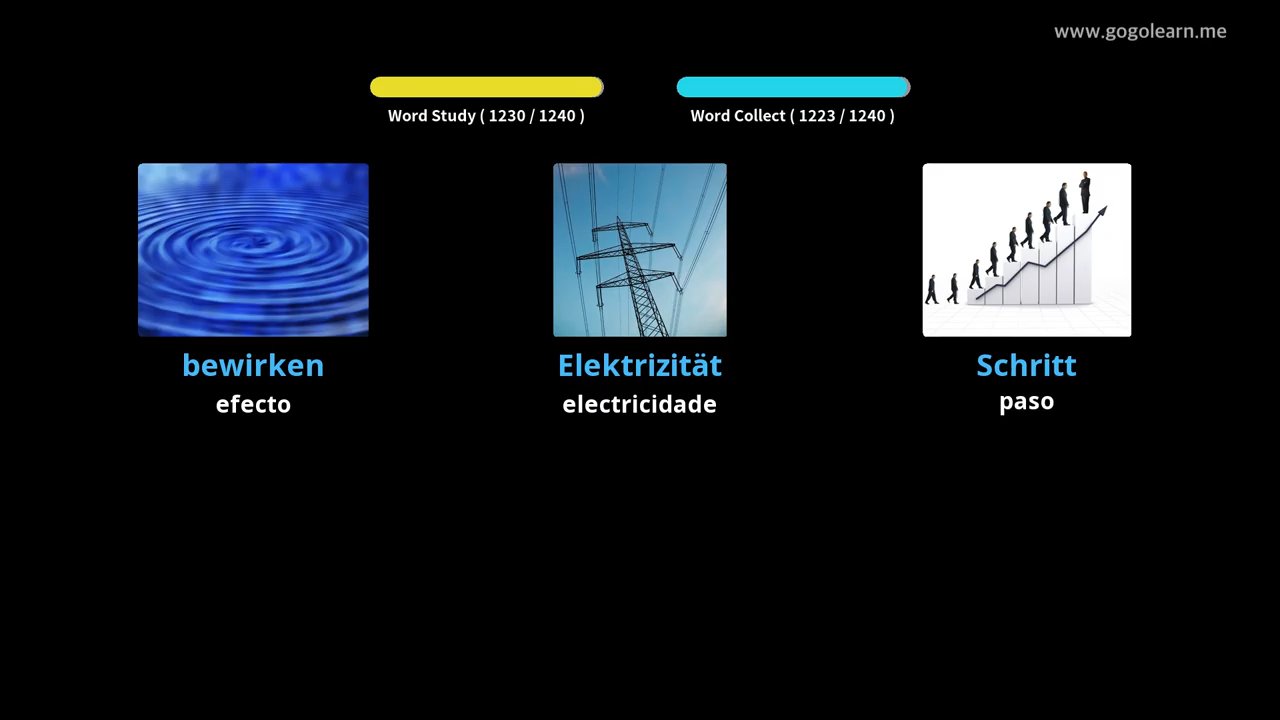 www.gogolearn.me
Word Study ( 1230 / 1240 )
Word Collect ( 1223 / 1240 )
bewirken
efecto
Elektrizität
electricidade
Schritt
paso